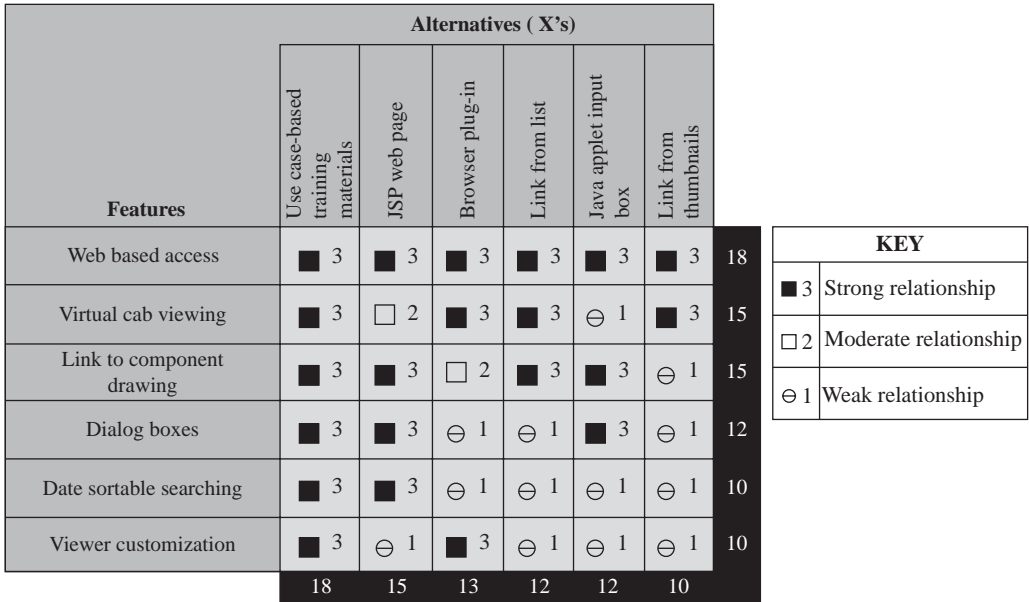 Alternatives ( X's)
Features
Use case-based
training
materials
JSP web page
Browser plug-in
Link from list
Java applet input
box
Link from
thumbnails
Web based access
3 3 3 3 3 3 18
Virtual cab viewing
3 2 3 3 1 3 15
Link to component
drawing
3 3 2 3 3 1 15
Dialog boxes
3 3 1 1 3 1 12
Date sortable searching
3 3 1 1 1 1 10
Viewer customization
3 1 3 1 1 1 10
18 15 13 12 12 10
KEY
3 Strong relationship
2 Moderate relationship
1 Weak relationship